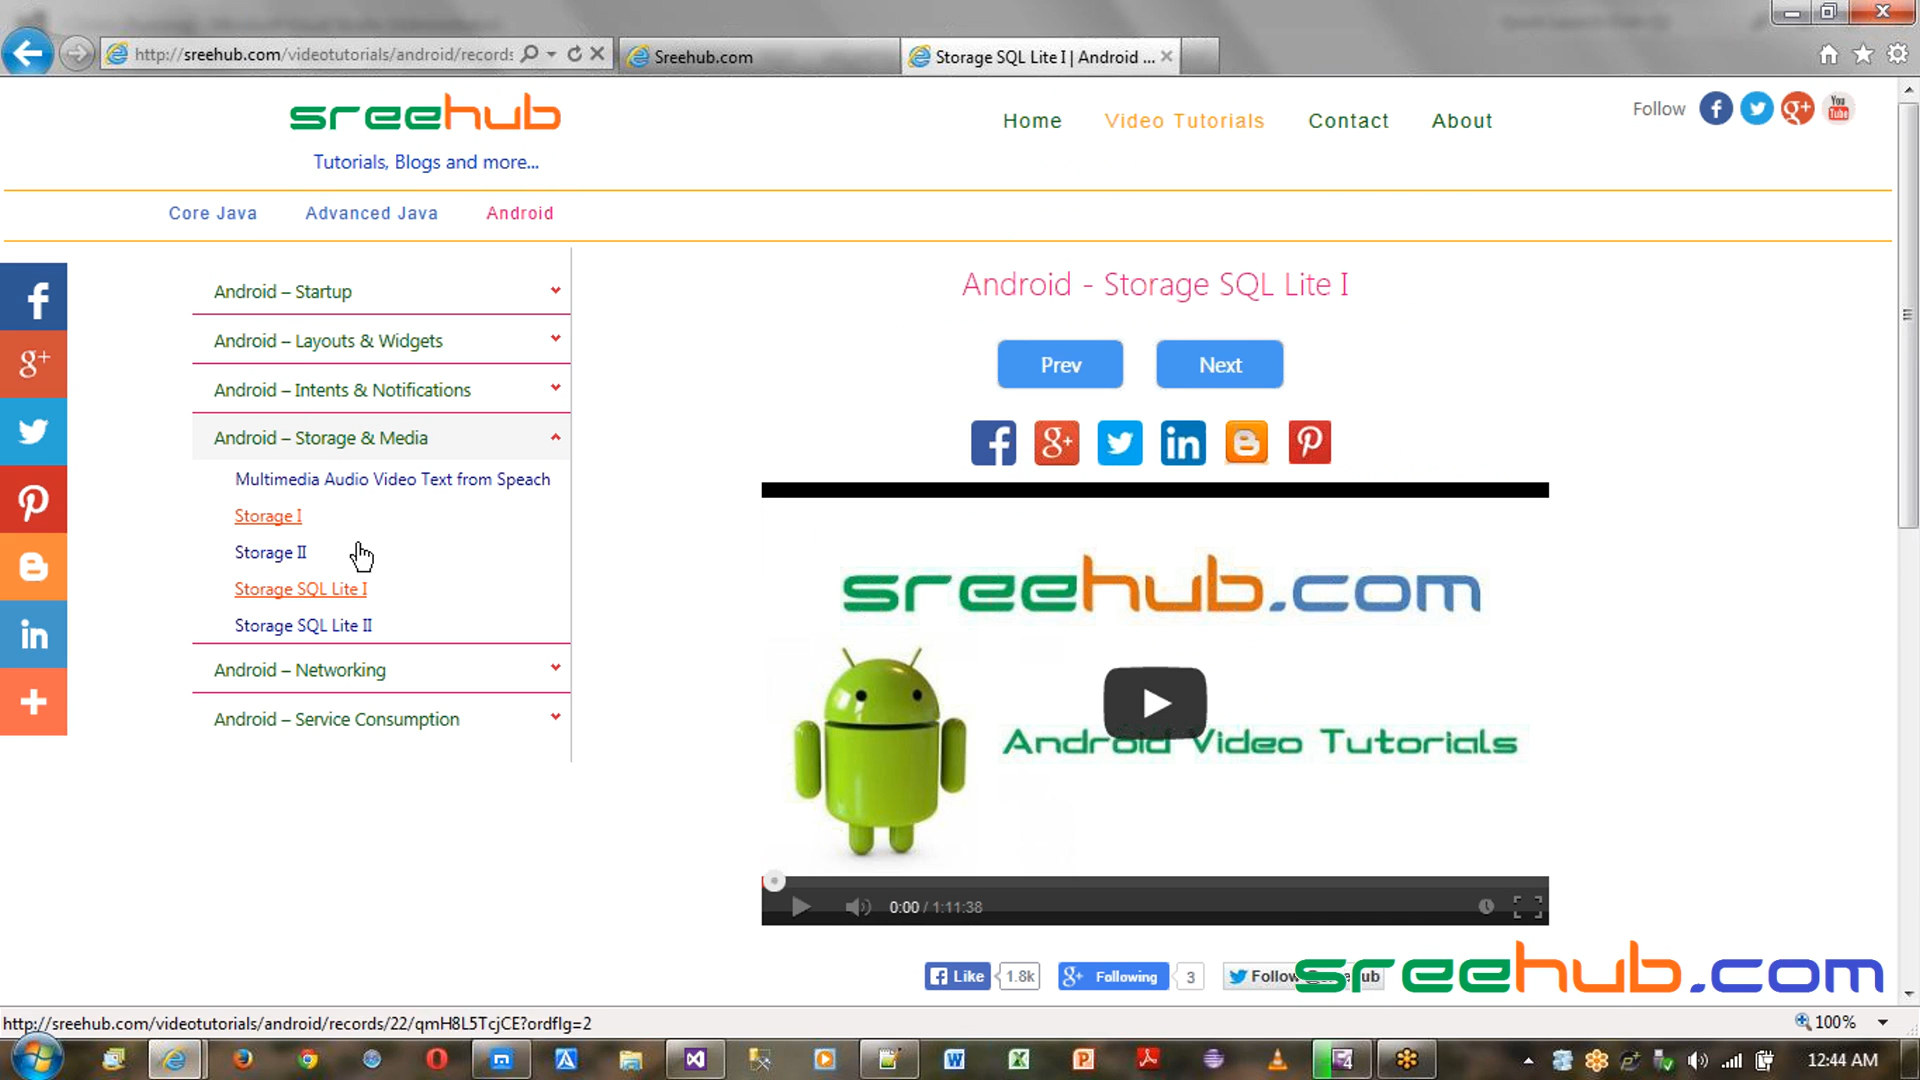 http://sreehub.com/videotutorials/android/records
Sreehub.com
Storage SQL Lite I | Android ...
sreehub
Tutorials, Blogs and more...
Home
Video Tutorials
Contact
About
Follow
You
Tube
Core Java
Advanced Java
Android
Android – Startup
Android – Layouts & Widgets
Android – Intents & Notifications
Android – Storage & Media
Multimedia Audio Video Text from Speach
Storage I
Storage II
Storage SQL Lite I
Storage SQL Lite II
Android – Networking
Android – Service Consumption
Android - Storage SQL Lite I
Prev
Next
sreehub.com
Android Video Tutorials
0:00 / 1:11:38
Like
1.8k
Following
3
Follow
sreehub.com
http://sreehub.com/videotutorials/android/records/22/qmH8L5TcjCE?ordflg=2
100%
12:44 AM